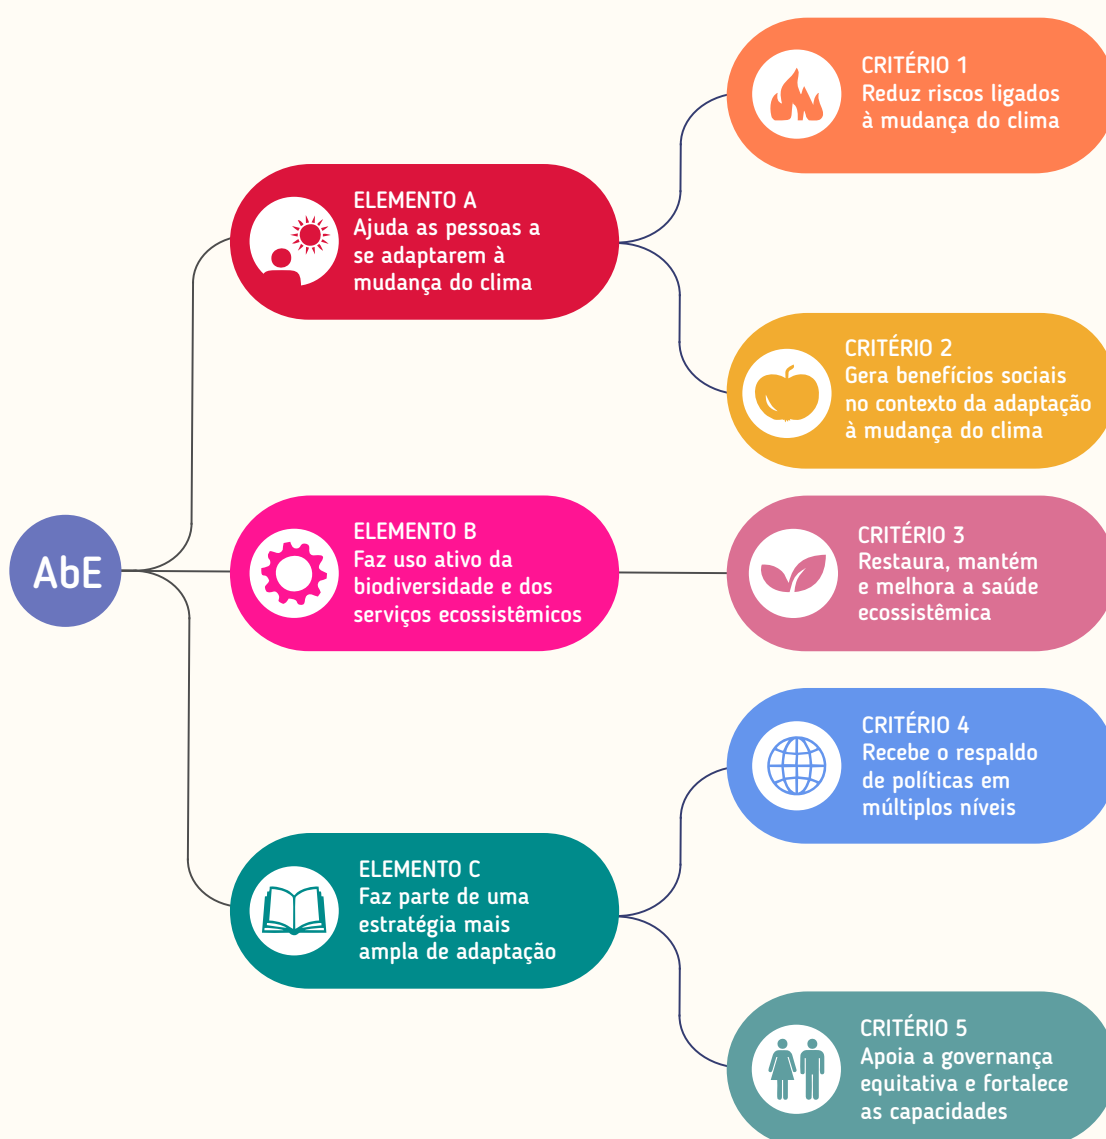 AbE
ELEMENTO A
Ajuda as pessoas a
se adaptarem à
mudança do clima
CRITÉRIO 1
Reduz riscos ligados
à mudança do clima
CRITÉRIO 2
Gera benefícios sociais
no contexto da adaptação
à mudança do clima
ELEMENTO B
Faz uso ativo da
biodiversidade e dos
serviços ecossistêmicos
CRITÉRIO 3
Restaura, mantém
e melhora a saúde
ecossistêmica
ELEMENTO C
Faz parte de uma
estratégia mais
ampla de adaptação
CRITÉRIO 4
Recebe o respaldo
de políticas em
múltiplos níveis
CRITÉRIO 5
Apoia a governança
equitativa e fortalece
as capacidades